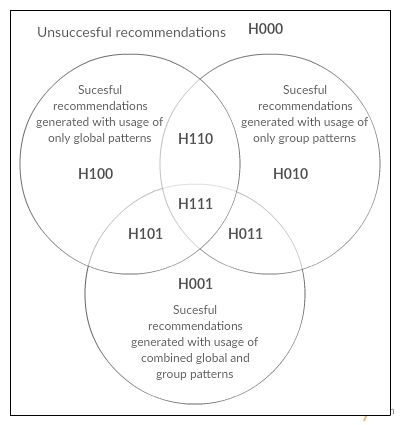 Unsuccesful recommendations
H000
Sucesful
recommendations
generated with usage of
only global patterns
H100
Sucesful
recommendations
generated with usage of
only group patterns
H010
H110
H111
H101
H011
H001
Sucesful
recommendations
generated with usage of
combined global and
group patterns